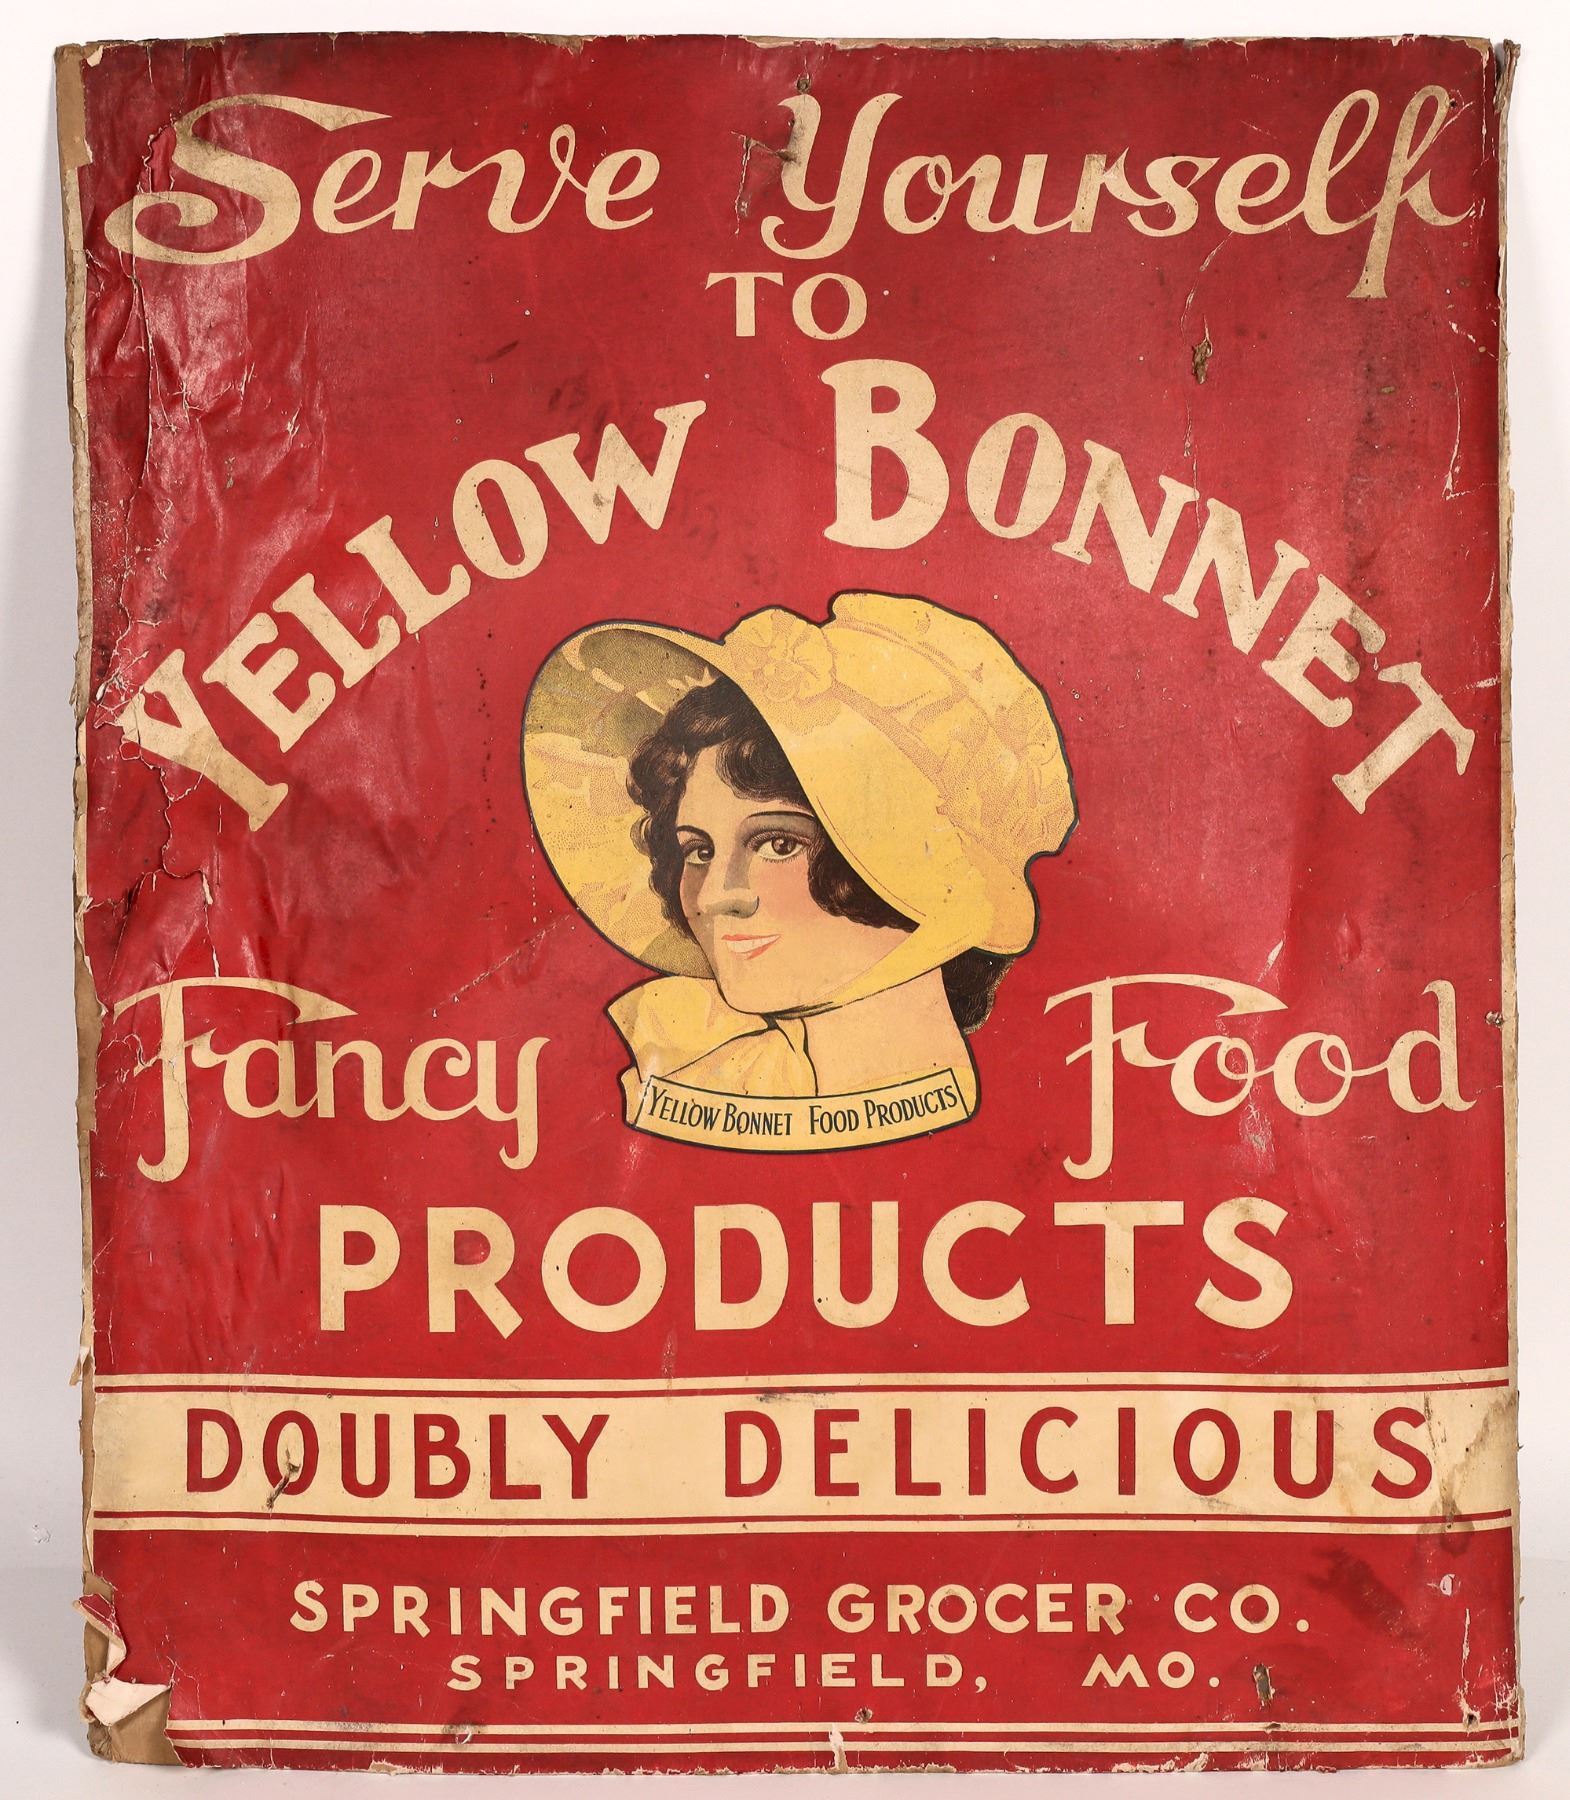 Serve Yourself
TO
YELLOW BONNET
YELLOW BONNET FOOD PRODUCTS
Fancy Food
PRODUCTS
DOUBLY DELICIOUS
SPRINGFIELD GROCER CO.
SPRINGFIELD, MO.